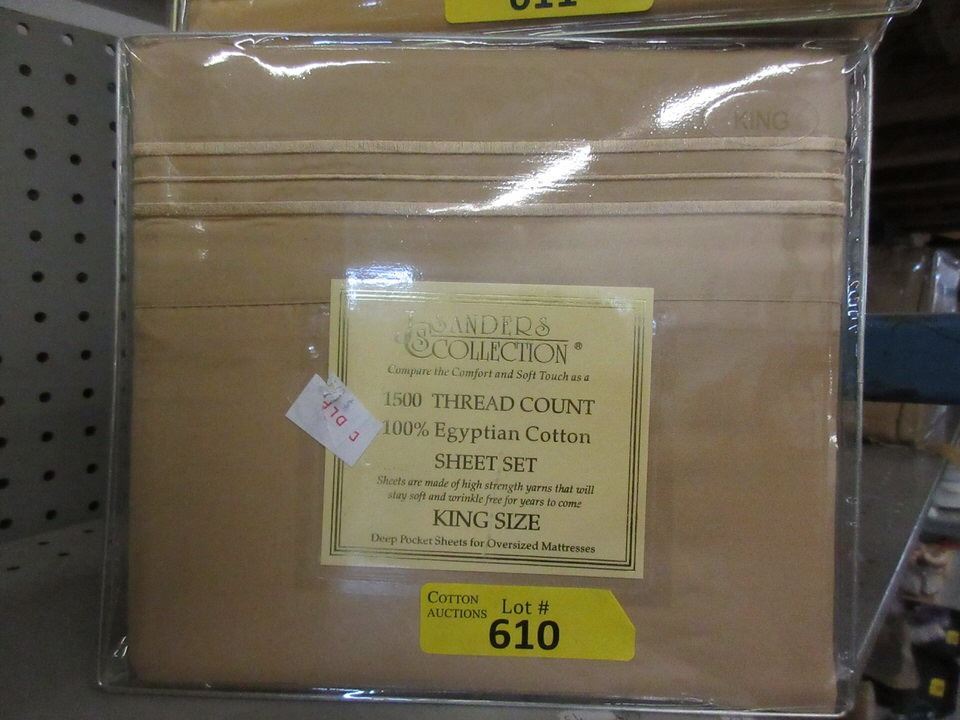 611
KING
SANDERS
COLLECTION ®
Compare the Comfort and Soft Touch as a
1500 THREAD COUNT
100% Egyptian Cotton
SHEET SET
Sheets are made of high strength yarns that will
stay soft and wrinkle free for years to come
KING SIZE
Deep Pocket Sheets for Oversized Mattresses
COTTON
AUCTIONS
Lot #
610